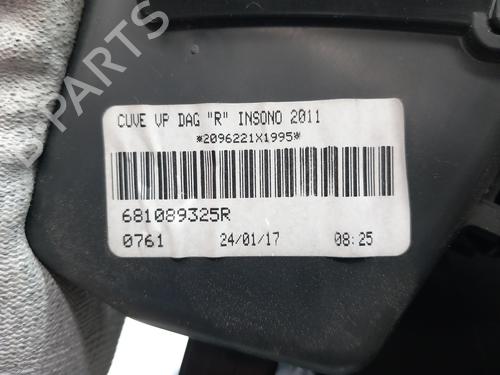 CUVE VP DAG "R" INSONO 2011
*2096221X1995*
681089325R
0761 24/01/17 08:25
B-PARTS